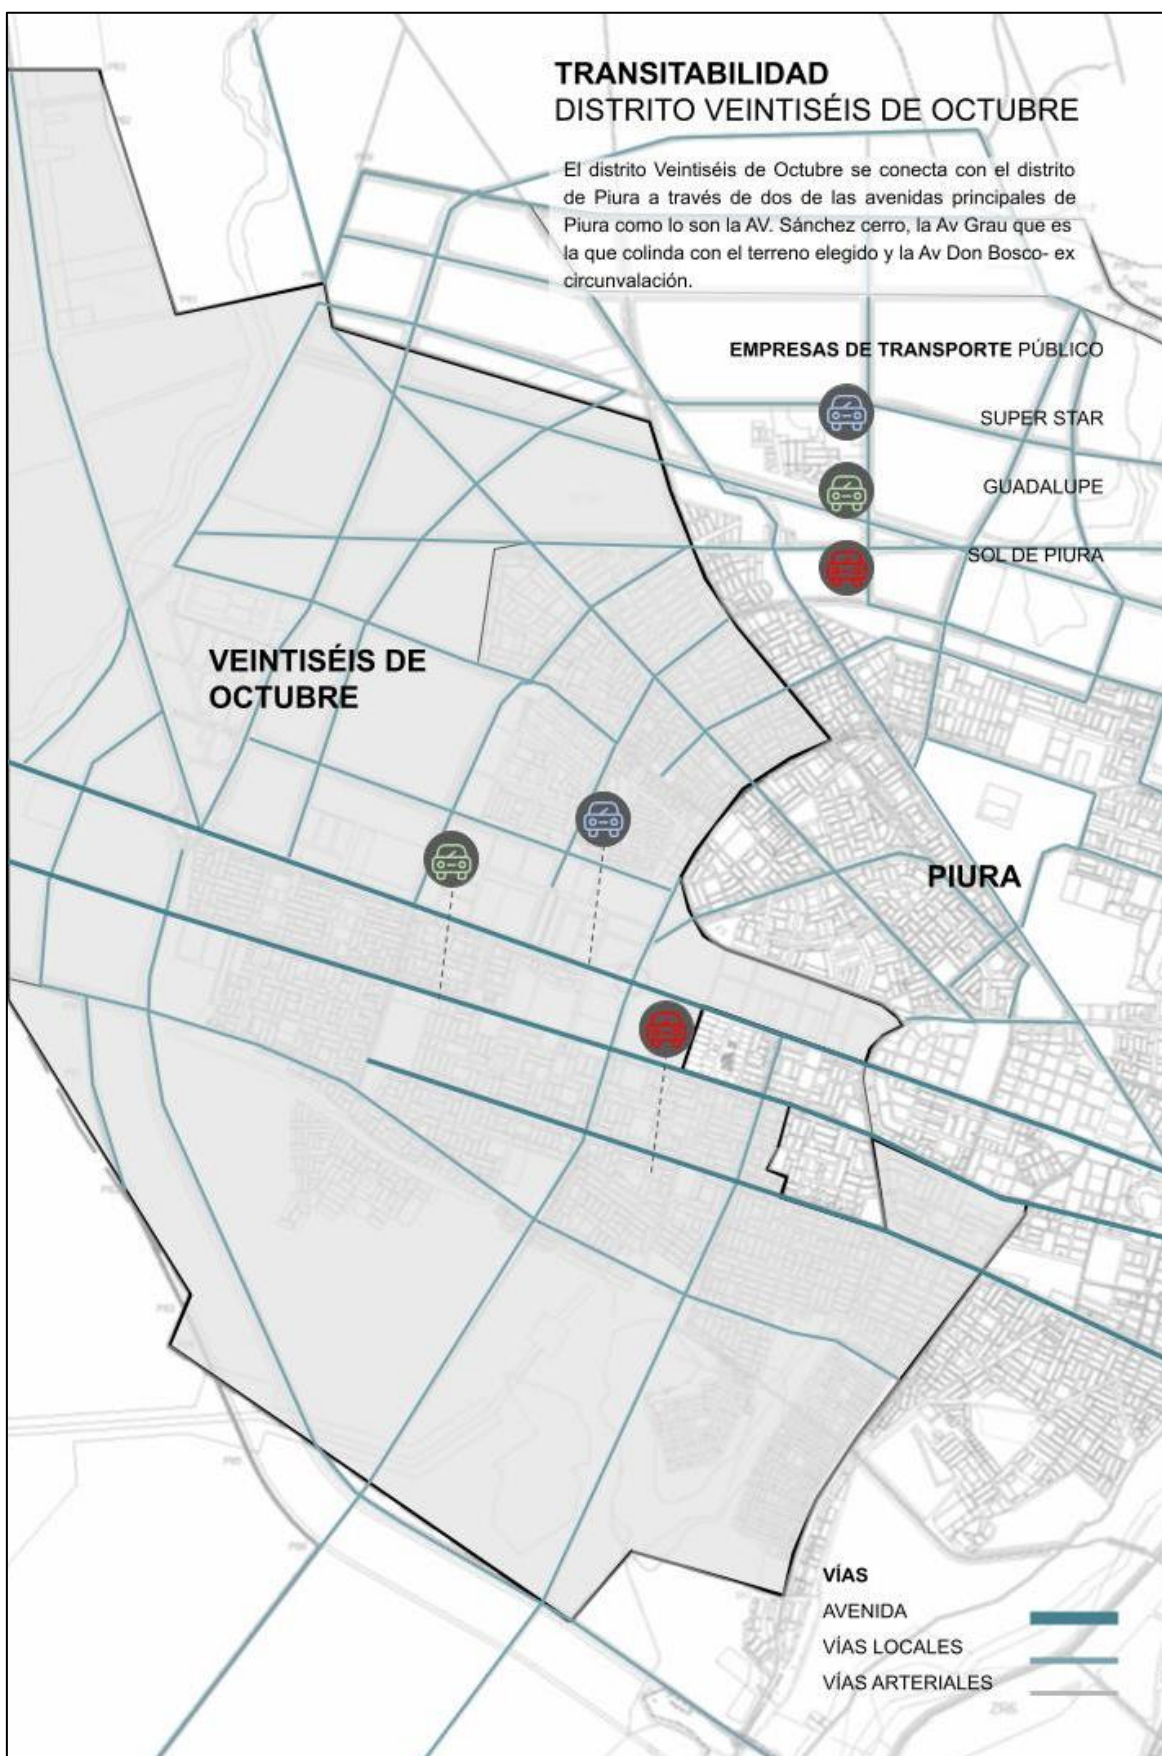 TRANSITABILIDAD
DISTRITO VEINTISÉIS DE OCTUBRE
El distrito Veintiséis de Octubre se conecta con el distrito
de Piura a través de dos de las avenidas principales de
Piura como lo son la AV. Sánchez cerro, la Av Grau que es
la que colinda con el terreno elegido y la Av Don Bosco- ex
circunvalación.
EMPRESAS DE TRANSPORTE PÚBLICO
SUPER STAR
GUADALUPE
SOL DE PIURA
VEINTISÉIS DE
OCTUBRE
PIURA
VÍAS
AVENIDA
VÍAS LOCALES
VÍAS ARTERIALES